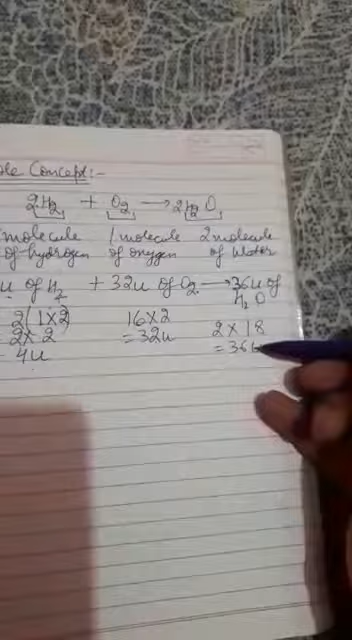 ole Concept:-
2H2 + O2 → 2H2O
molecule 1 molecule 2 molecule
of hydrogen of oxygen of water
u of H2 + 32u of O2 → 36u of
H2O
2(1×2) 16×2 2×18
= 2×2 = 32u = 36u
= 4u